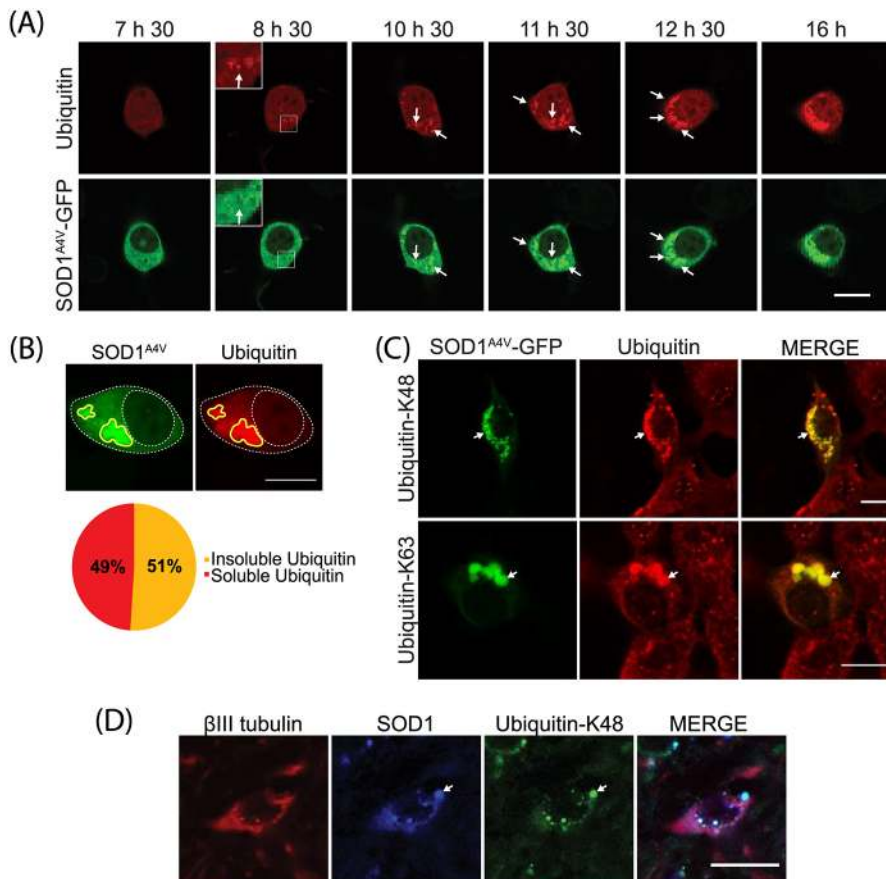 (A)
7 h 30 8 h 30 10 h 30 11 h 30 12 h 30 16 h
Ubiquitin
SOD1ᴬ⁴ⱽ-GFP
(B)
SOD1ᴬ⁴ⱽ Ubiquitin
49% 51%
Insoluble Ubiquitin
Soluble Ubiquitin
(C)
SOD1ᴬ⁴ⱽ-GFP Ubiquitin MERGE
Ubiquitin-K48
Ubiquitin-K63
(D)
βIII tubulin SOD1 Ubiquitin-K48 MERGE